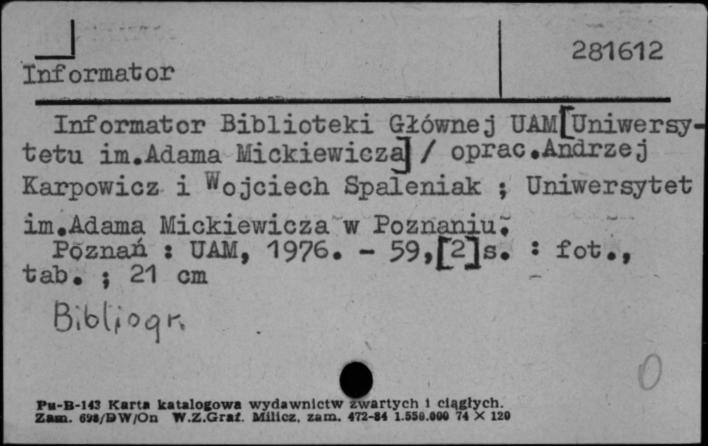 281612
Informator
Informator Biblioteki Głównej UAM[Uniwersy-
tetu im.Adama Mickiewicza] / oprac.Andrzej
Karpowicz i Wojciech Spaleniak ; Uniwersytet
im.Adama Mickiewicza w Poznaniu.
Poznań : UAM, 1976. - 59,[2]s. : fot.,
tab. ; 21 cm
Bibliogr.
0
Pu-B-143 Karta katalogowa wydawnictw zwartych i ciągłych.
Zam. 698/DW/On W.Z.Graf. Milicz, zam. 472-84 1.550.000 74 × 120